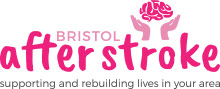 BRISTOL
after stroke
supporting and rebuilding lives in your area